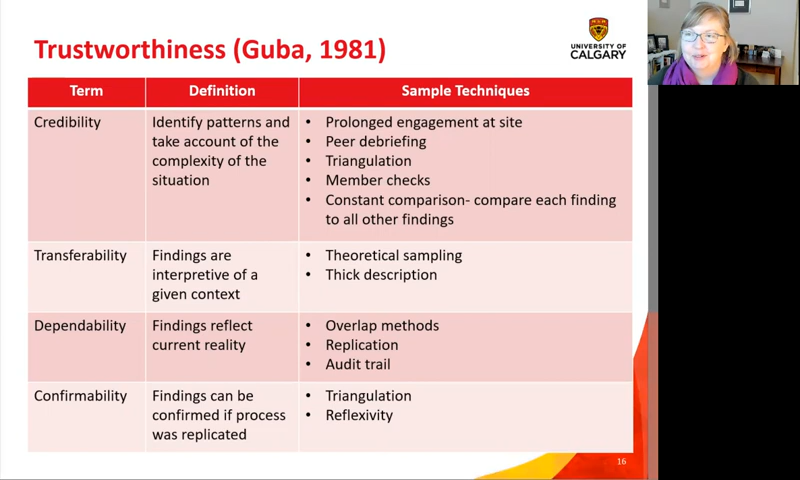 Trustworthiness (Guba, 1981)
UNIVERSITY OF
CALGARY
Term
Definition
Sample Techniques
Credibility
Identify patterns and
take account of the
complexity of the
situation
• Prolonged engagement at site
• Peer debriefing
• Triangulation
• Member checks
• Constant comparison- compare each finding
to all other findings
Transferability
Findings are
interpretive of a
given context
• Theoretical sampling
• Thick description
Dependability
Findings reflect
current reality
• Overlap methods
• Replication
• Audit trail
Confirmability
Findings can be
confirmed if process
was replicated
• Triangulation
• Reflexivity
16